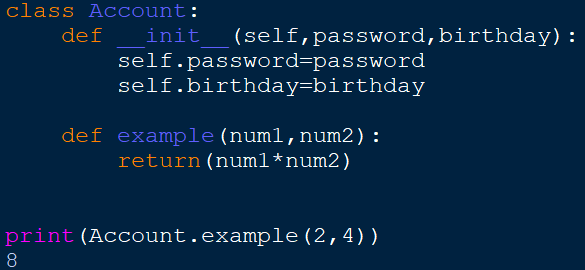 class Account:
    def __init__(self,password,birthday):
        self.password=password
        self.birthday=birthday
    def example(num1,num2):
        return(num1*num2)
print(Account.example(2,4))
8